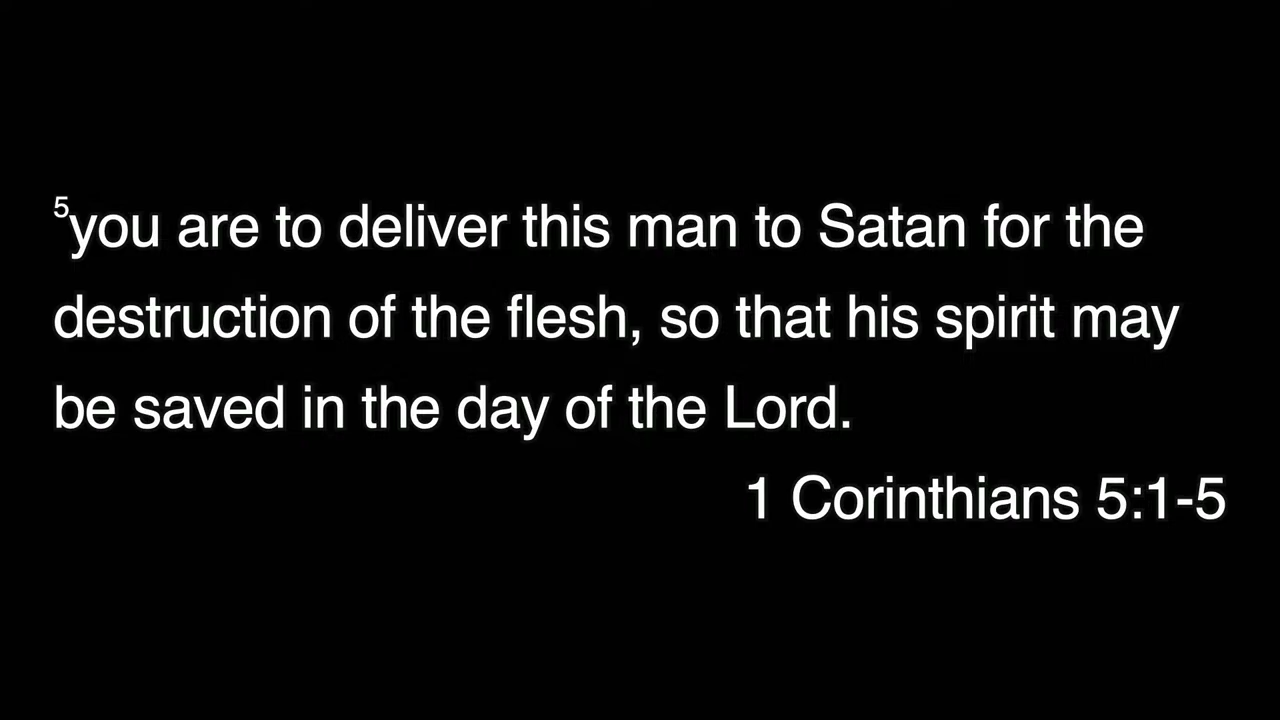 ⁵you are to deliver this man to Satan for the
destruction of the flesh, so that his spirit may
be saved in the day of the Lord.
1 Corinthians 5:1-5